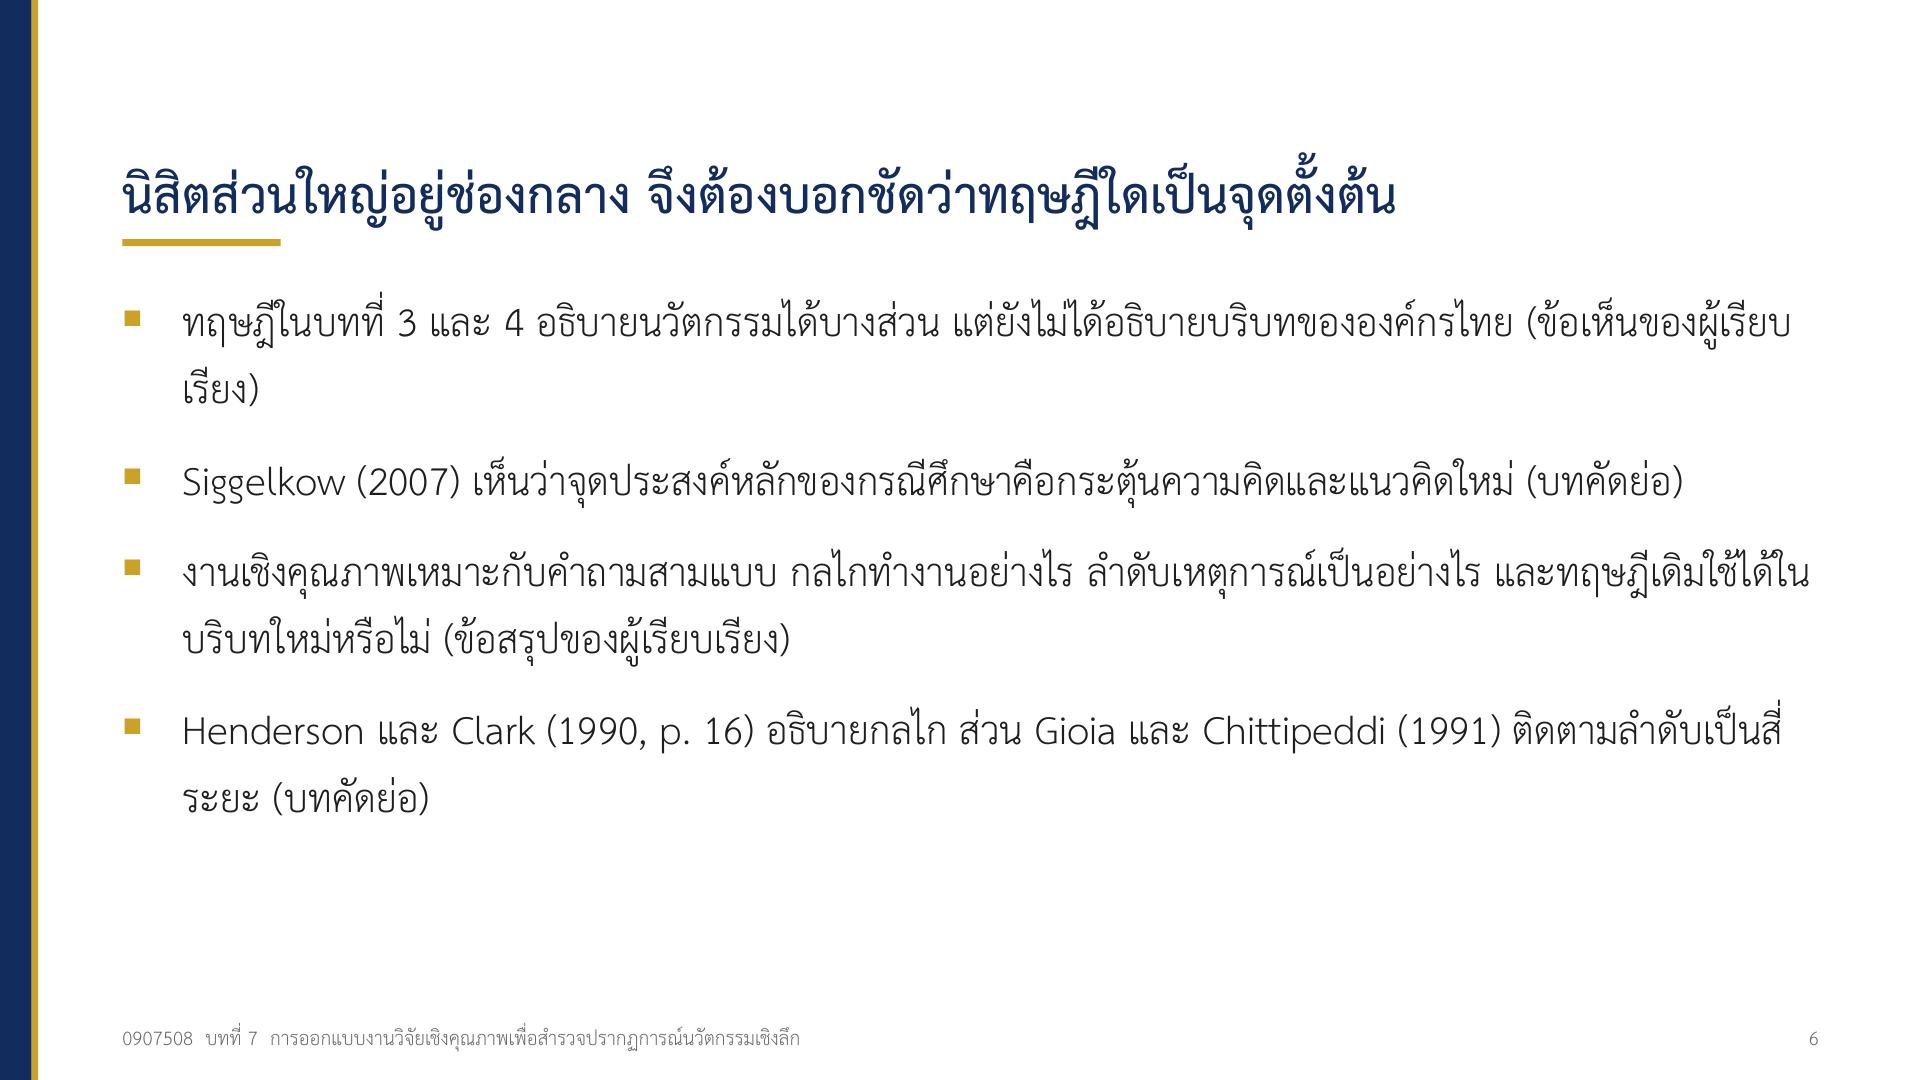 นิสิตส่วนใหญ่อยู่ช่องกลาง จึงต้องบอกชัดว่าทฤษฎีใดเป็นจุดตั้งต้น
▪ ทฤษฎีในบทที่ 3 และ 4 อธิบายนวัตกรรมได้บางส่วน แต่ยังไม่ได้อธิบายบริบทขององค์กรไทย (ข้อเห็นของผู้เรียบ
เรียง)
▪ Siggelkow (2007) เห็นว่าจุดประสงค์หลักของกรณีศึกษาคือกระตุ้นความคิดและแนวคิดใหม่ (บทคัดย่อ)
▪ งานเชิงคุณภาพเหมาะกับคำถามสามแบบ กลไกทำงานอย่างไร ลำดับเหตุการณ์เป็นอย่างไร และทฤษฎีเดิมใช้ได้ใน
บริบทใหม่หรือไม่ (ข้อสรุปของผู้เรียบเรียง)
▪ Henderson และ Clark (1990, p. 16) อธิบายกลไก ส่วน Gioia และ Chittipeddi (1991) ติดตามลำดับเป็นสี่
ระยะ (บทคัดย่อ)
0907508 บทที่ 7 การออกแบบงานวิจัยเชิงคุณภาพเพื่อสำรวจปรากฏการณ์นวัตกรรมเชิงลึก
6